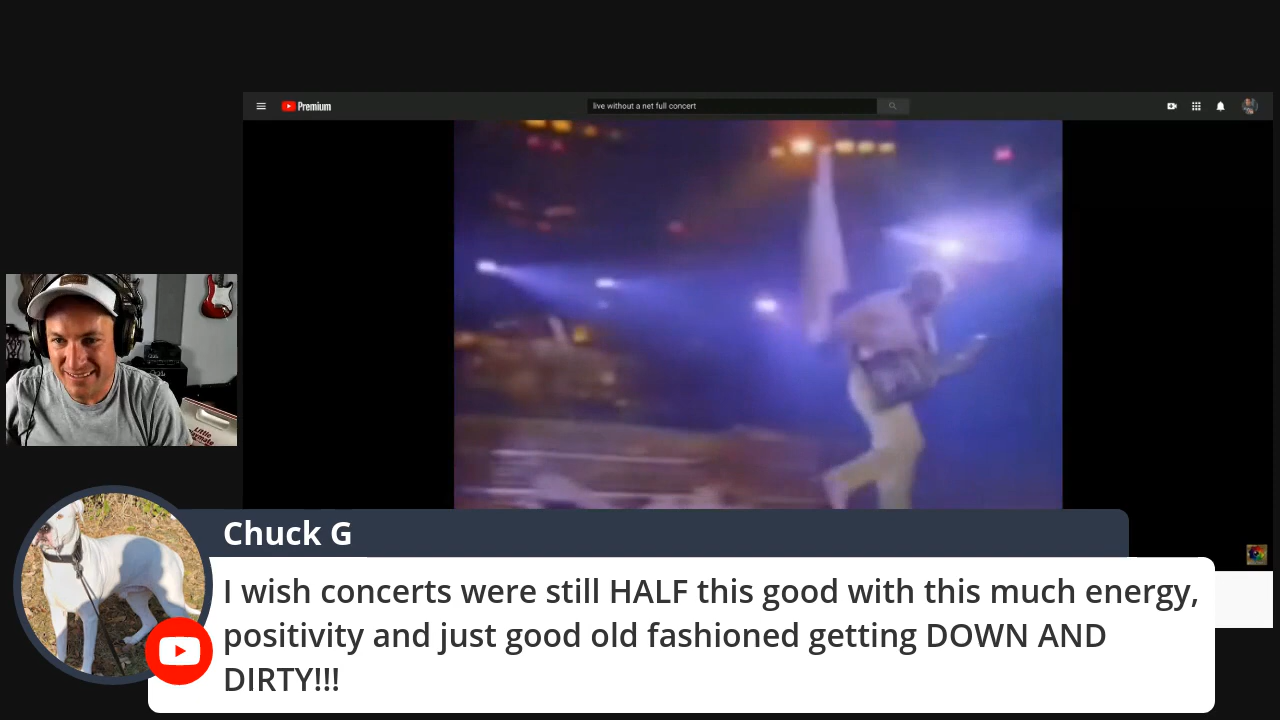 Premium
live without a net full concert
Chuck G
I wish concerts were still HALF this good with this much energy,
positivity and just good old fashioned getting DOWN AND
DIRTY!!!